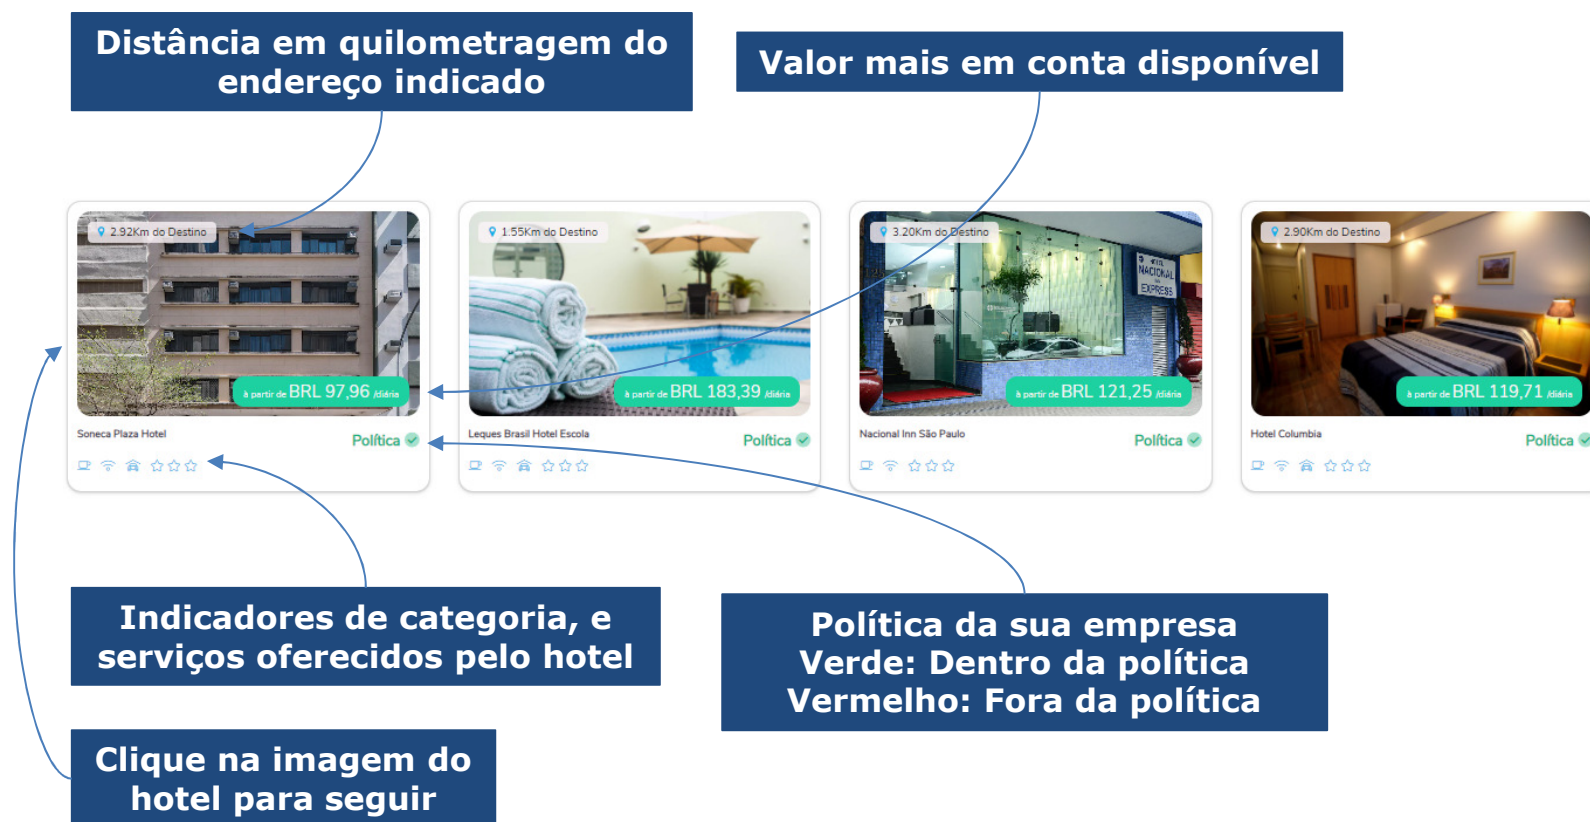 Distância em quilometragem do
endereço indicado
Valor mais em conta disponível
2.92Km do Destino
à partir de BRL 97,96 /diária
Soneca Plaza Hotel
Política
1.55Km do Destino
à partir de BRL 183,39 /diária
Leques Brasil Hotel Escola
Política
3.20Km do Destino
HOTEL
NACIONAL
INN
EXPRESS
à partir de BRL 121,25 /diária
Nacional Inn São Paulo
Política
2.90Km do Destino
à partir de BRL 119,71 /diária
Hotel Columbia
Política
Indicadores de categoria, e
serviços oferecidos pelo hotel
Política da sua empresa
Verde: Dentro da política
Vermelho: Fora da política
Clique na imagem do
hotel para seguir